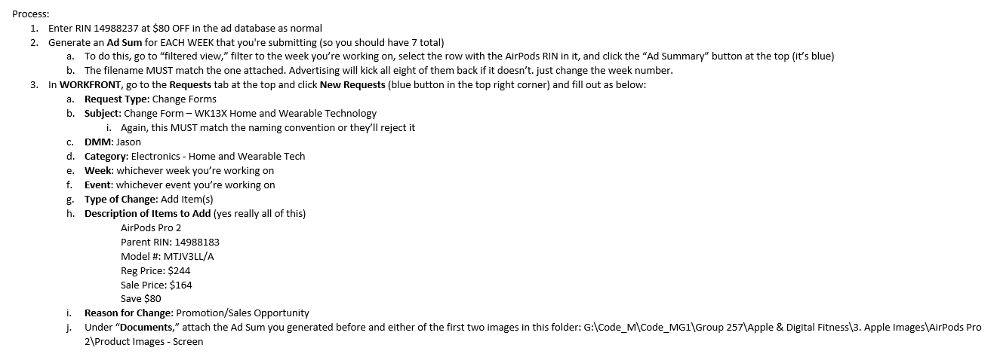 Process:
1. Enter RIN 14988237 at $80 OFF in the ad database as normal
2. Generate an Ad Sum for EACH WEEK that you're submitting (so you should have 7 total)
a. To do this, go to “filtered view,” filter to the week you’re working on, select the row with the AirPods RIN in it, and click the “Ad Summary” button at the top (it’s blue)
b. The filename MUST match the one attached. Advertising will kick all eight of them back if it doesn’t. just change the week number.
3. In WORKFRONT, go to the Requests tab at the top and click New Requests (blue button in the top right corner) and fill out as below:
a. Request Type: Change Forms
b. Subject: Change Form – WK13X Home and Wearable Technology
i. Again, this MUST match the naming convention or they’ll reject it
c. DMM: Jason
d. Category: Electronics - Home and Wearable Tech
e. Week: whichever week you’re working on
f. Event: whichever event you’re working on
g. Type of Change: Add Item(s)
h. Description of Items to Add (yes really all of this)
AirPods Pro 2
Parent RIN: 14988183
Model #: MTJV3LL/A
Reg Price: $244
Sale Price: $164
Save $80
i. Reason for Change: Promotion/Sales Opportunity
j. Under “Documents,” attach the Ad Sum you generated before and either of the first two images in this folder: G:\Code_M\Code_MG1\Group 257\Apple & Digital Fitness\3. Apple Images\AirPods Pro
2\Product Images - Screen